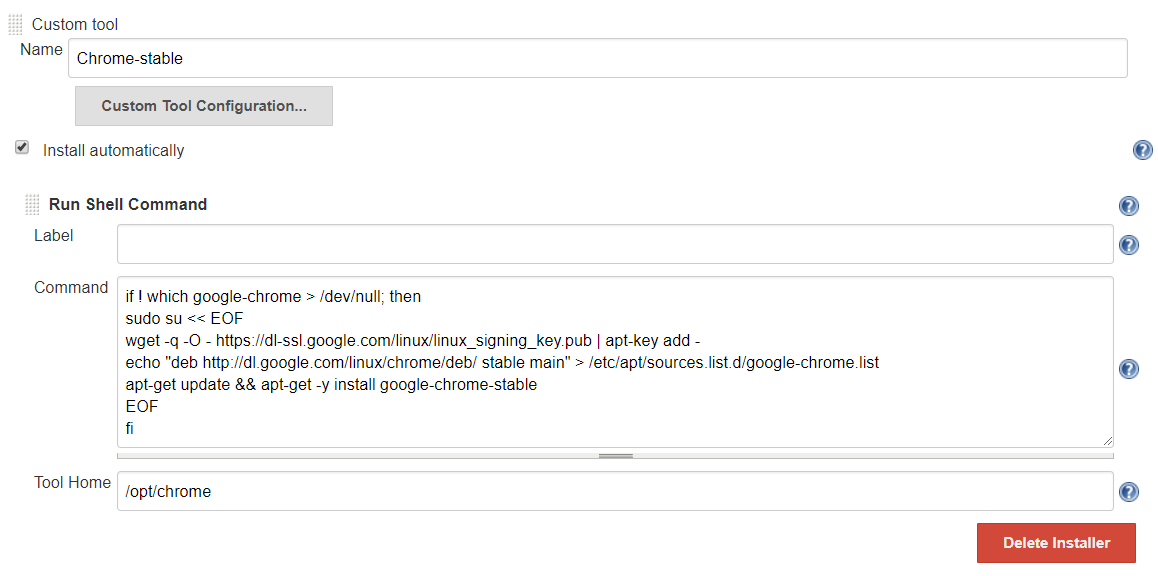 Custom tool
Name
Chrome-stable
Custom Tool Configuration...
Install automatically
Run Shell Command
Label
Command
if ! which google-chrome > /dev/null; then
sudo su << EOF
wget -q -O - https://dl-ssl.google.com/linux/linux_signing_key.pub | apt-key add -
echo "deb http://dl.google.com/linux/chrome/deb/ stable main" > /etc/apt/sources.list.d/google-chrome.list
apt-get update && apt-get -y install google-chrome-stable
EOF
fi
Tool Home
/opt/chrome
Delete Installer